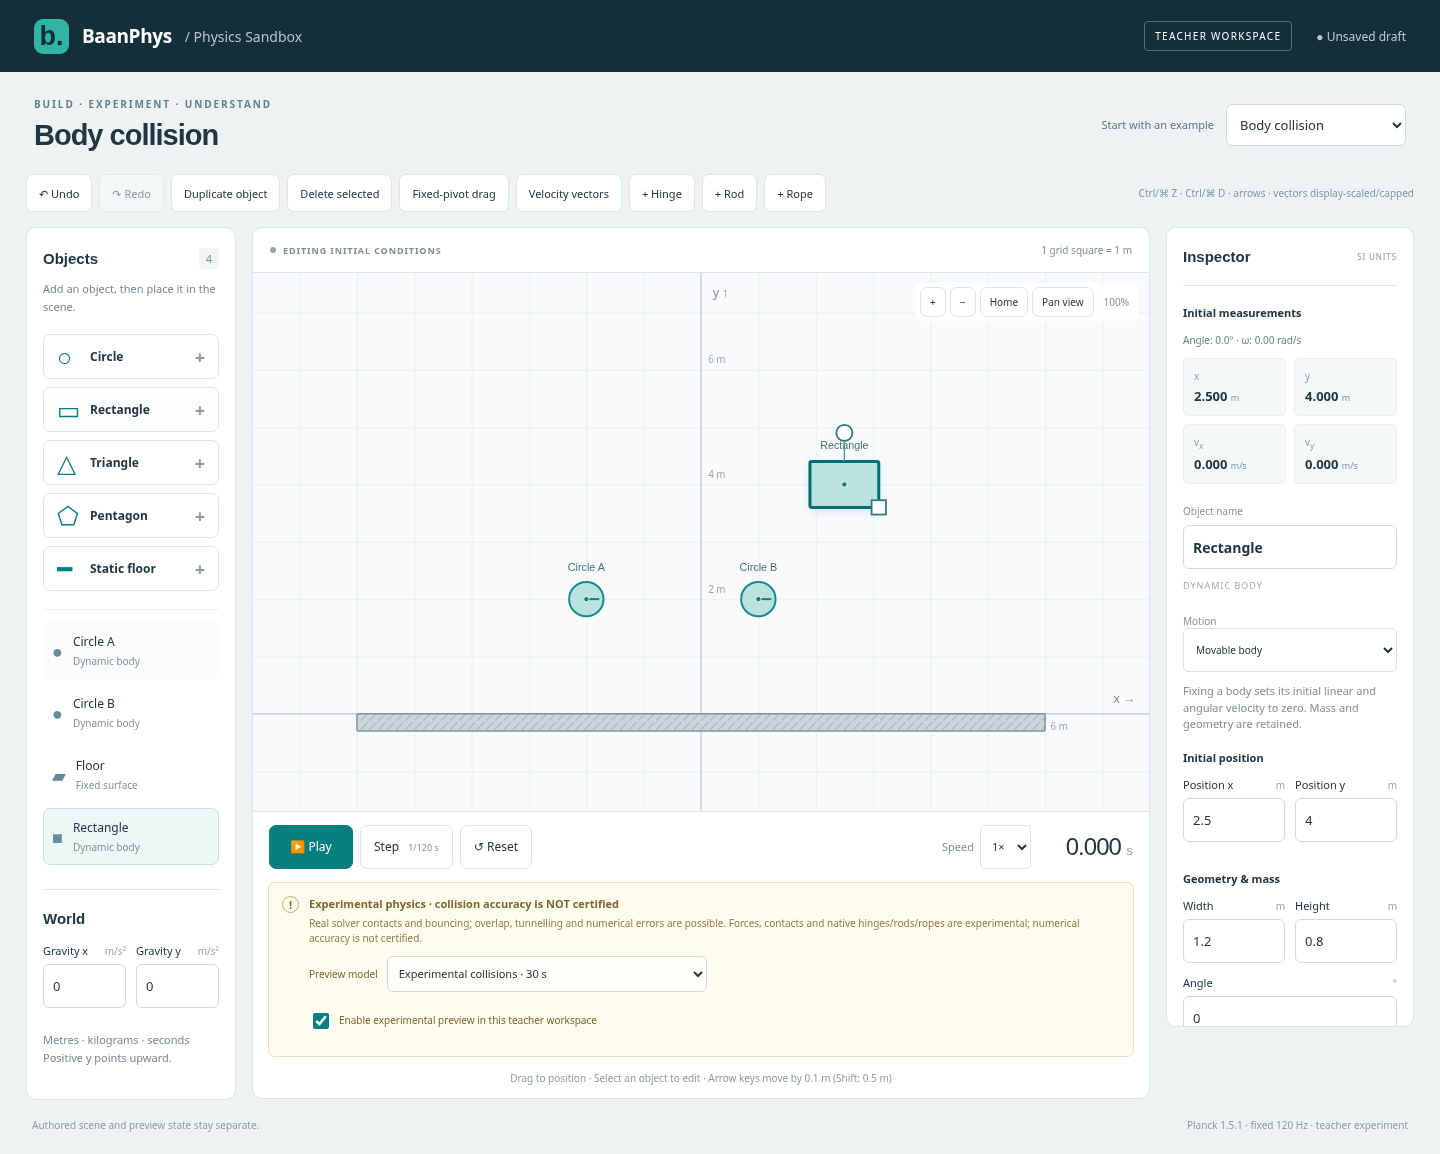 b. BaanPhys / Physics Sandbox
TEACHER WORKSPACE
● Unsaved draft
BUILD · EXPERIMENT · UNDERSTAND
Body collision
Start with an example
Body collision
↶ Undo
↷ Redo
Duplicate object
Delete selected
Fixed-pivot drag
Velocity vectors
+ Hinge
+ Rod
+ Rope
Ctrl/⌘ Z · Ctrl/⌘ D · arrows · vectors display-scaled/capped
Objects
4
Add an object, then place it in the
scene.
Circle +
Rectangle +
Triangle +
Pentagon +
Static floor +
Circle A
Dynamic body
Circle B
Dynamic body
Floor
Fixed surface
Rectangle
Dynamic body
World
Gravity x m/s²
Gravity y m/s²
0
0
Metres · kilograms · seconds
Positive y points upward.
EDITING INITIAL CONDITIONS
1 grid square = 1 m
y ↑
+
−
Home
Pan view
100%
6 m
Rectangle
4 m
Circle A
Circle B
2 m
x →
6 m
▶ Play
Step 1/120 s
↺ Reset
Speed
1×
0.000 s
! Experimental physics · collision accuracy is NOT certified
Real solver contacts and bouncing; overlap, tunnelling and numerical errors are possible. Forces, contacts and native hinges/rods/ropes are experimental; numerical
accuracy is not certified.
Preview model
Experimental collisions · 30 s
Enable experimental preview in this teacher workspace
Drag to position · Select an object to edit · Arrow keys move by 0.1 m (Shift: 0.5 m)
Inspector
SI UNITS
Initial measurements
Angle: 0.0° · ω: 0.00 rad/s
x
2.500 m
y
4.000 m
vx
0.000 m/s
vy
0.000 m/s
Object name
Rectangle
DYNAMIC BODY
Motion
Movable body
Fixing a body sets its initial linear and
angular velocity to zero. Mass and
geometry are retained.
Initial position
Position x m
Position y m
2.5
4
Geometry & mass
Width m
Height m
1.2
0.8
Angle °
0
Authored scene and preview state stay separate.
Planck 1.5.1 · fixed 120 Hz · teacher experiment